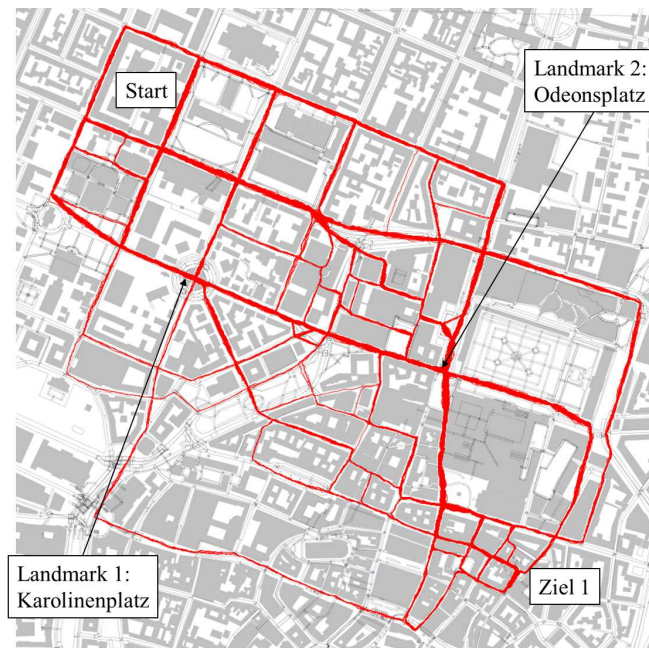 Start
Landmark 2:
Odeonsplatz
Landmark 1:
Karolinenplatz
Ziel 1